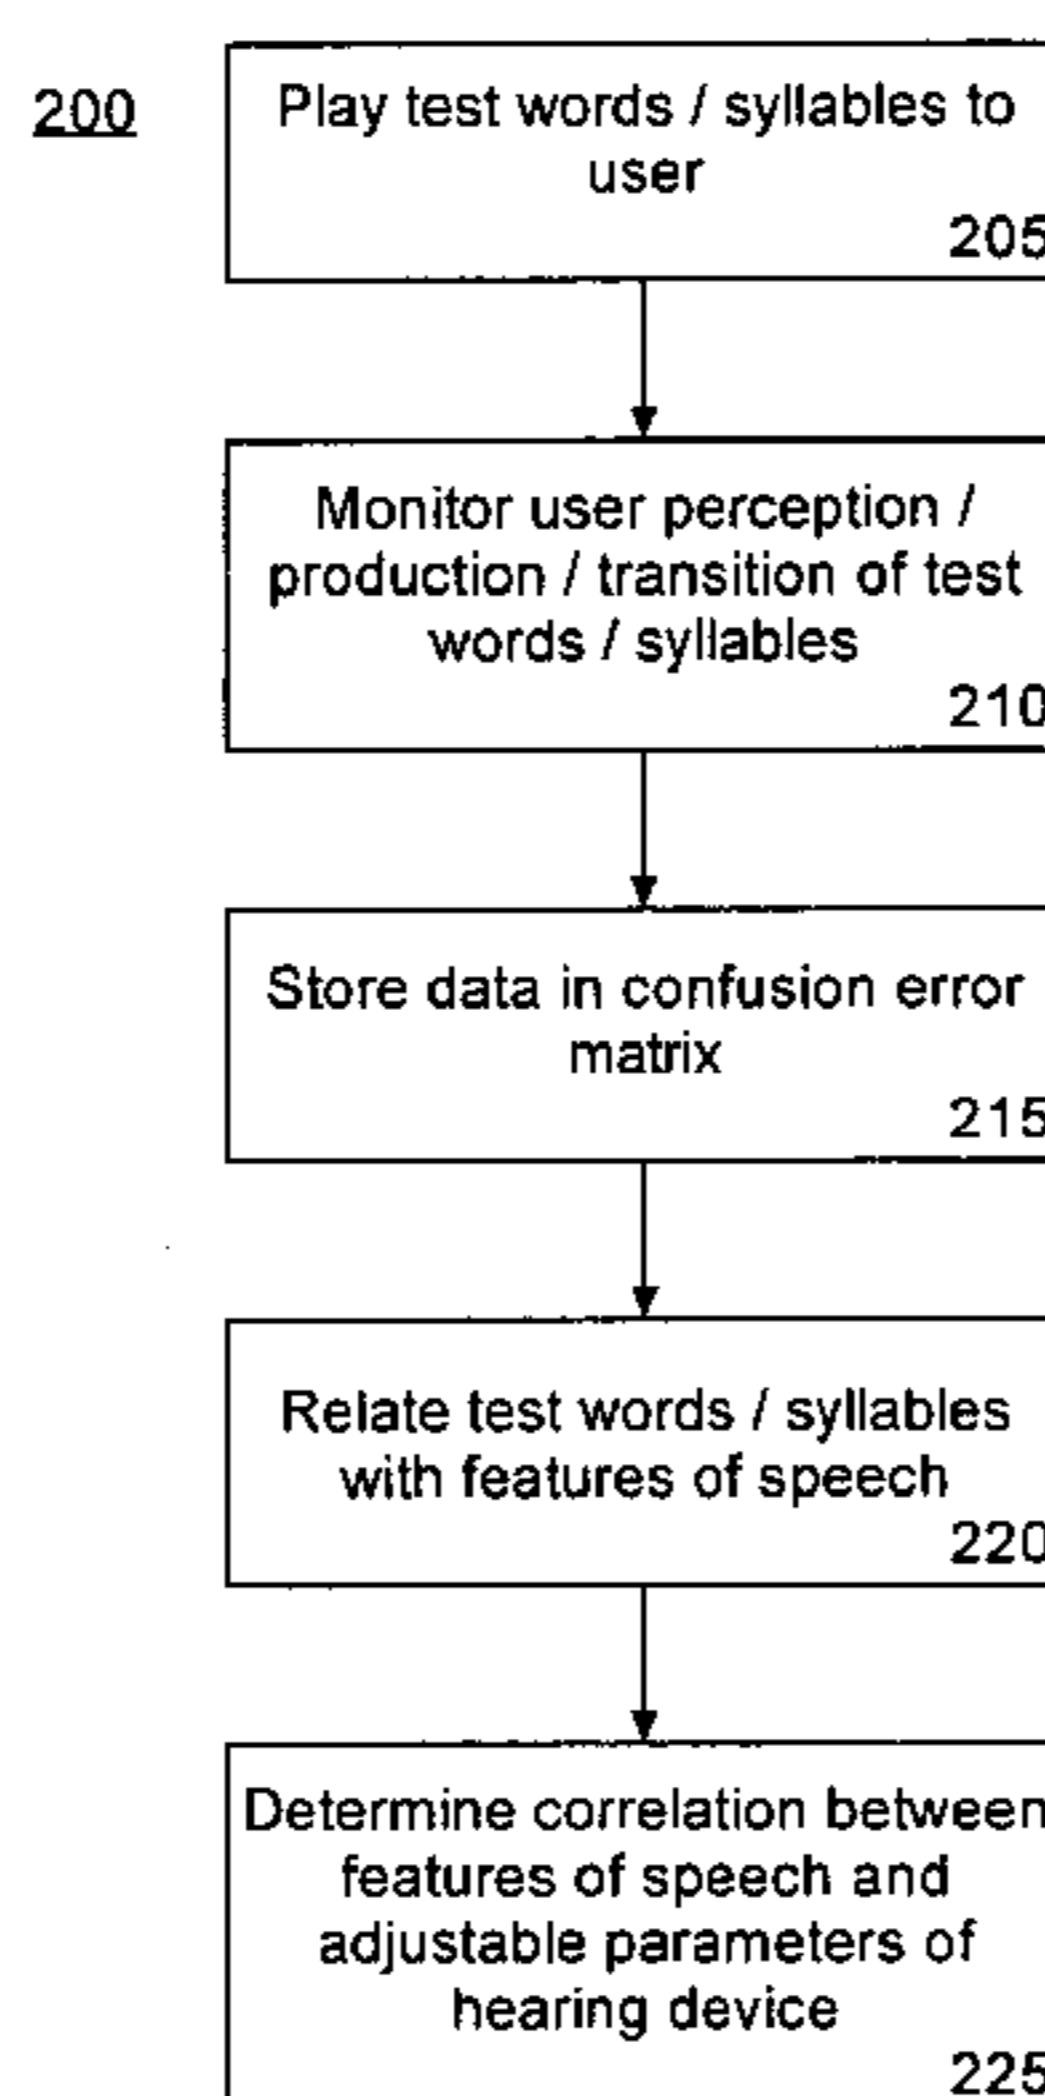 200
Play test words / syllables to
user
205
Monitor user perception /
production / transition of test
words / syllables
210
Store data in confusion error
matrix
215
Relate test words / syllables
with features of speech
220
Determine correlation between
features of speech and
adjustable parameters of
hearing device
225